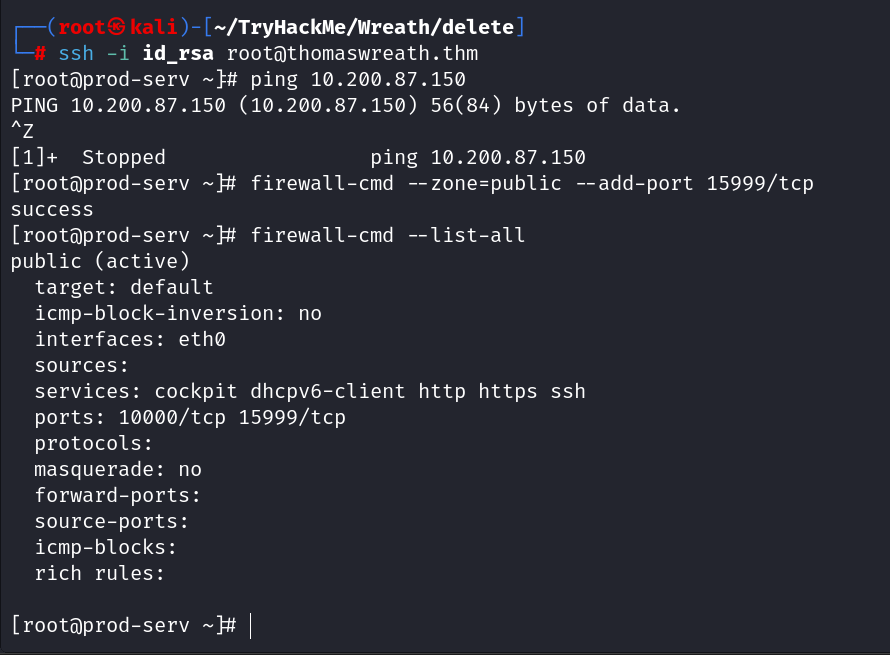 ┌──(root㉿kali)-[~/TryHackMe/Wreath/delete]
└─# ssh -i id_rsa root@thomaswreath.thm
[root@prod-serv ~]# ping 10.200.87.150
PING 10.200.87.150 (10.200.87.150) 56(84) bytes of data.
^Z
[1]+  Stopped                 ping 10.200.87.150
[root@prod-serv ~]# firewall-cmd --zone=public --add-port 15999/tcp
success
[root@prod-serv ~]# firewall-cmd --list-all
public (active)
  target: default
  icmp-block-inversion: no
  interfaces: eth0
  sources:
  services: cockpit dhcpv6-client http https ssh
  ports: 10000/tcp 15999/tcp
  protocols:
  masquerade: no
  forward-ports:
  source-ports:
  icmp-blocks:
  rich rules:
[root@prod-serv ~]#